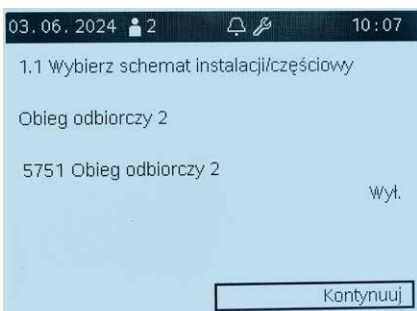 03.06.2024 2 10:07
1.1 Wybierz schemat instalacji/częściowy
Obieg odbiorczy 2
5751 Obieg odbiorczy 2
Wył.
Kontynuuj